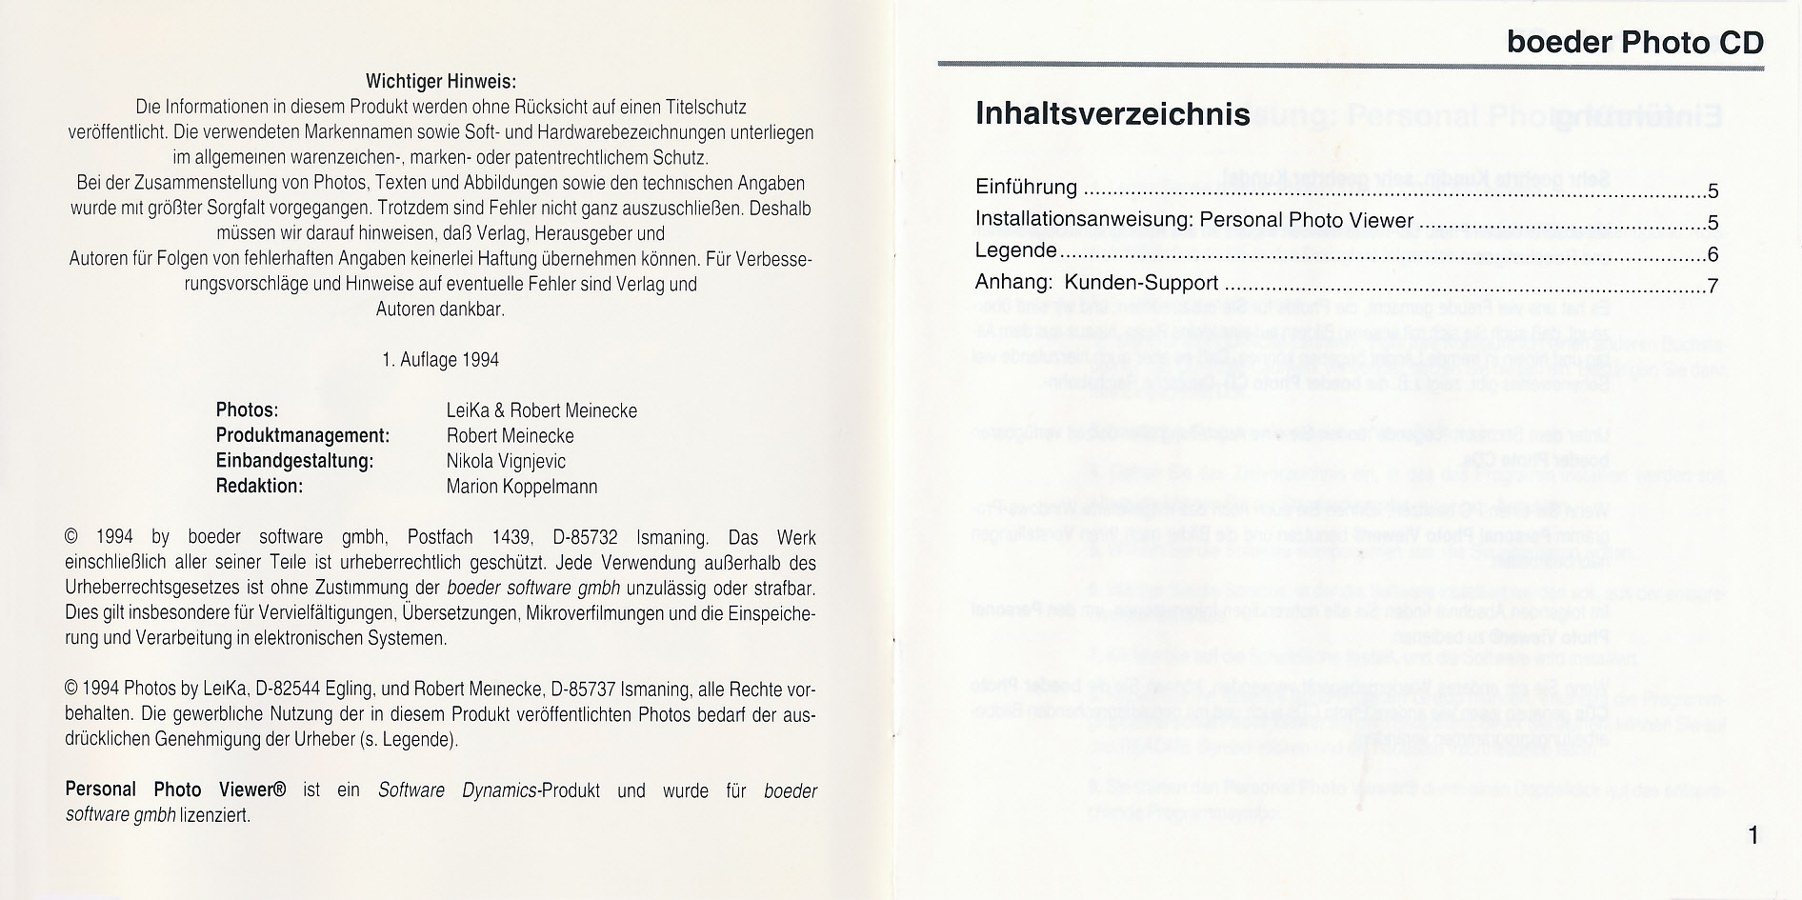 Wichtiger Hinweis:
Die Informationen in diesem Produkt werden ohne Rücksicht auf einen Titelschutz
veröffentlicht. Die verwendeten Markennamen sowie Soft- und Hardwarebezeichnungen unterliegen
im allgemeinen warenzeichen-, marken- oder patentrechtlichem Schutz.
Bei der Zusammenstellung von Photos, Texten und Abbildungen sowie den technischen Angaben
wurde mit größter Sorgfalt vorgegangen. Trotzdem sind Fehler nicht ganz auszuschließen. Deshalb
müssen wir darauf hinweisen, daß Verlag, Herausgeber und
Autoren für Folgen von fehlerhaften Angaben keinerlei Haftung übernehmen können. Für Verbesse-
rungsvorschläge und Hinweise auf eventuelle Fehler sind Verlag und
Autoren dankbar.
1. Auflage 1994
Photos: LeiKa & Robert Meinecke
Produktmanagement: Robert Meinecke
Einbandgestaltung: Nikola Vignjevic
Redaktion: Marion Koppelmann
© 1994 by boeder software gmbh, Postfach 1439, D-85732 Ismaning. Das Werk
einschließlich aller seiner Teile ist urheberrechtlich geschützt. Jede Verwendung außerhalb des
Urheberrechtsgesetzes ist ohne Zustimmung der boeder software gmbh unzulässig oder strafbar.
Dies gilt insbesondere für Vervielfältigungen, Übersetzungen, Mikroverfilmungen und die Einspeiche-
rung und Verarbeitung in elektronischen Systemen.
© 1994 Photos by LeiKa, D-82544 Egling, und Robert Meinecke, D-85737 Ismaning, alle Rechte vor-
behalten. Die gewerbliche Nutzung der in diesem Produkt veröffentlichten Photos bedarf der aus-
drücklichen Genehmigung der Urheber (s. Legende).
Personal Photo Viewer® ist ein Software Dynamics-Produkt und wurde für boeder
software gmbh lizenziert.
boeder Photo CD
Inhaltsverzeichnis
Einführung ........ 5
Installationsanweisung: Personal Photo Viewer ........ 5
Legende ........ 6
Anhang: Kunden-Support ........ 7
1